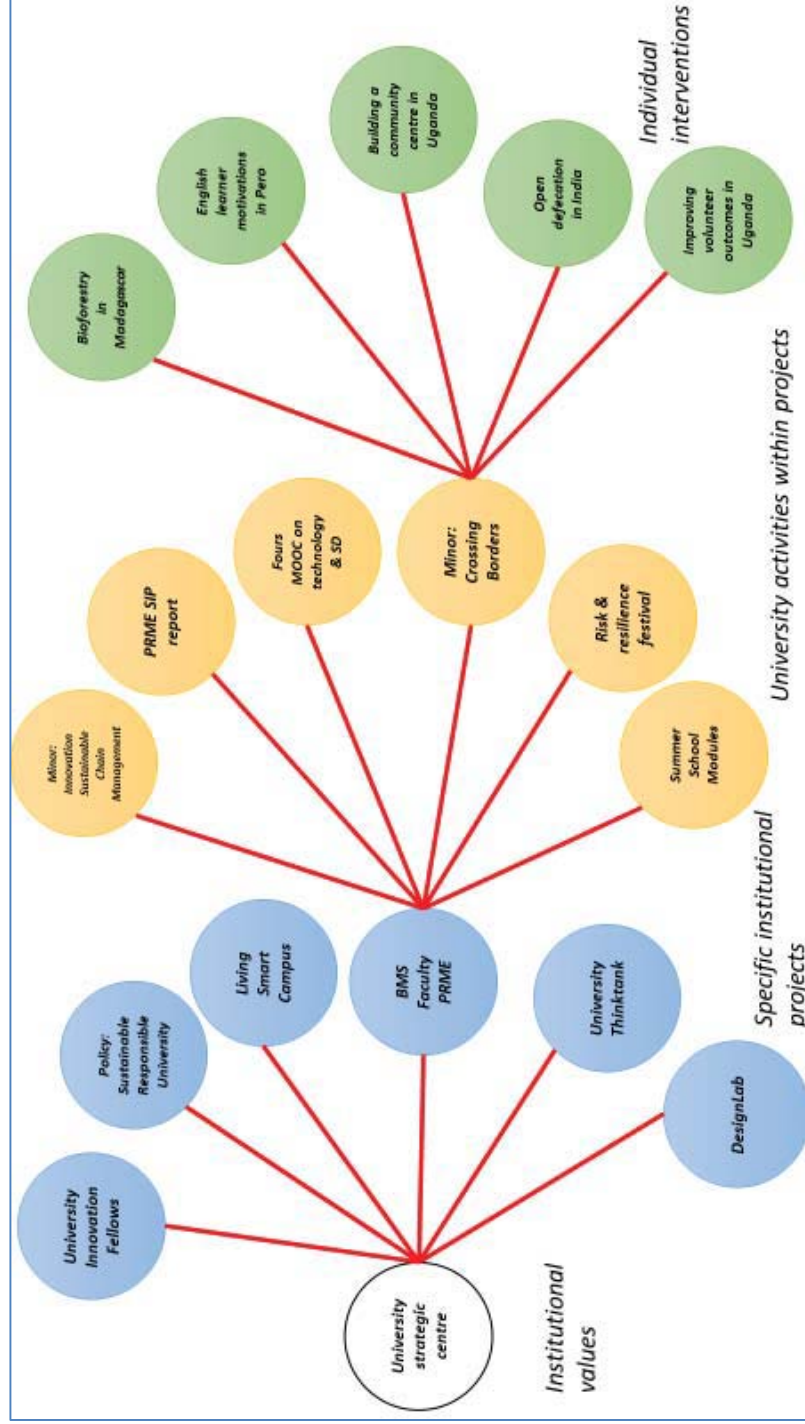 University
strategic
centre
Institutional
values
University
Innovation
Fellows
Policy:
Sustainable
Responsible
University
Living
Smart
Campus
BMS
Faculty
PRME
University
Thinktank
DesignLab
Specific institutional
projects
Minor:
Innovation
Sustainable
Chain
Management
PRME SIP
report
Fours
MOOC on
technology
& SD
Minor:
Crossing
Borders
Risk &
resilience
festival
Summer
School
Modules
University activities within projects
Bioforestry
in
Madagascar
English
learner
motivations
in Pero
Building a
community
centre in
Uganda
Open
defecation
in India
Improving
volunteer
outcomes in
Uganda
Individual
interventions